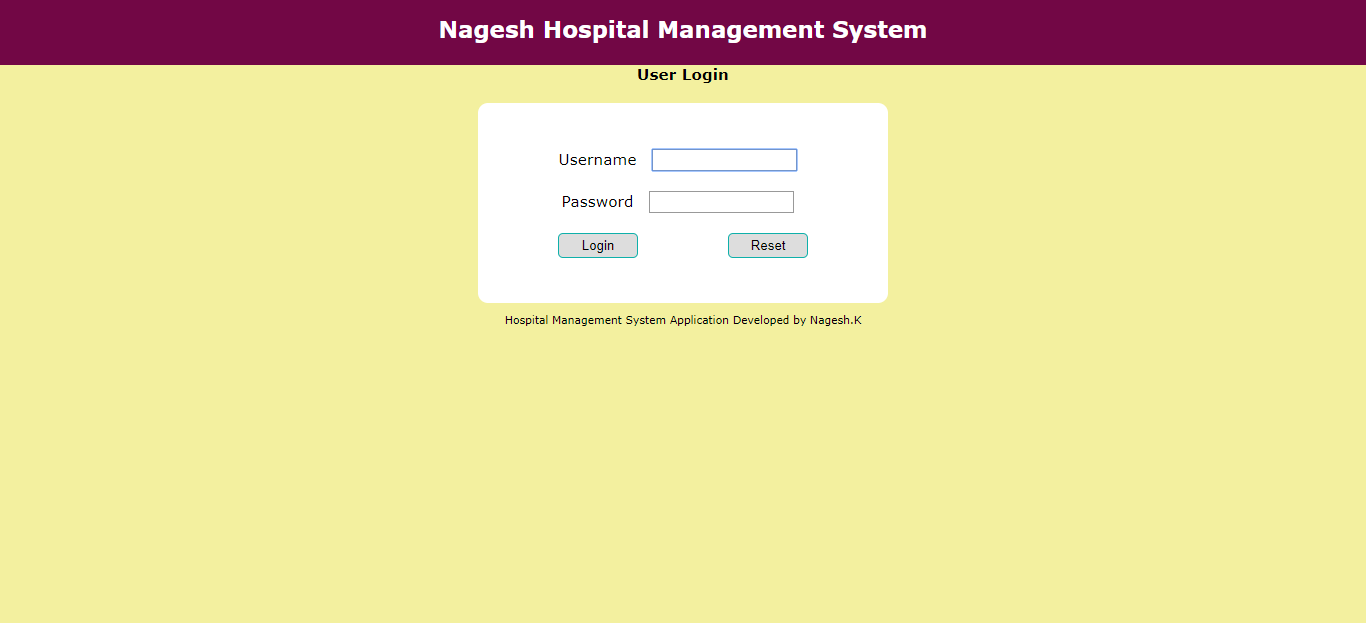 Nagesh Hospital Management System
User Login
Username
Password
Login Reset
Hospital Management System Application Developed by Nagesh.K